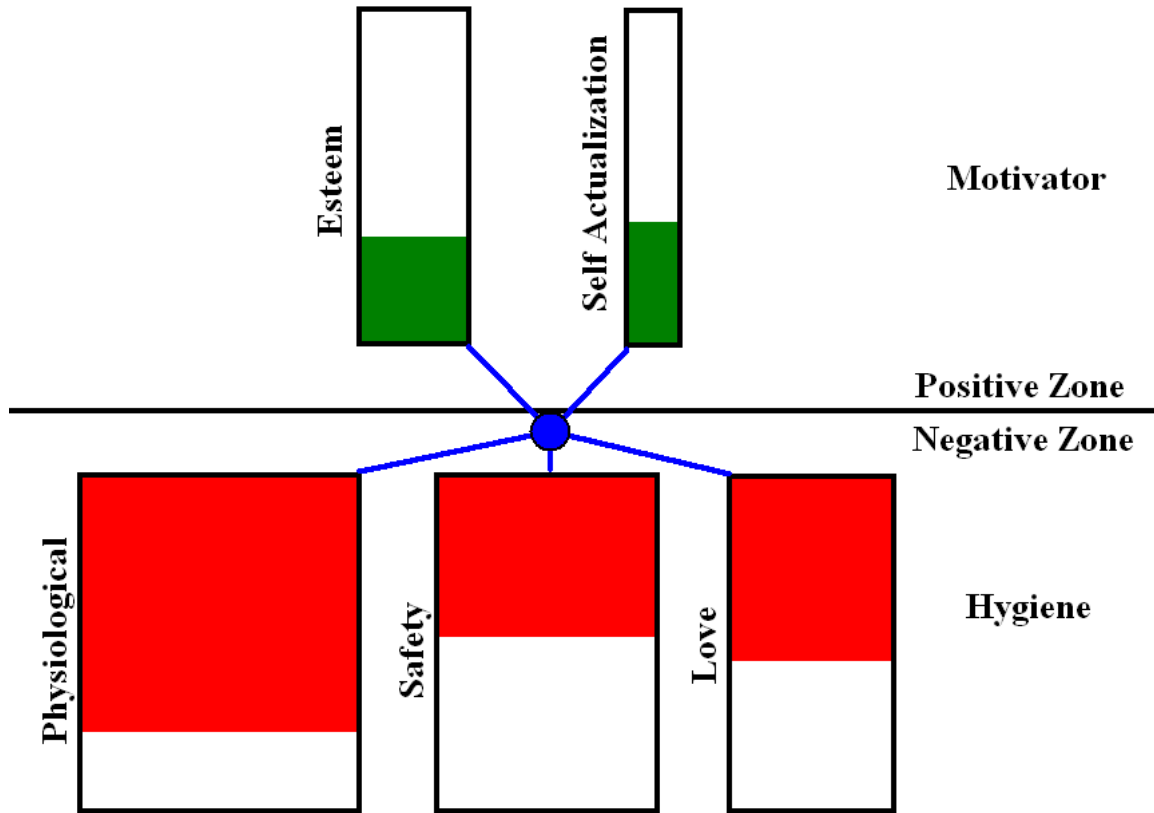 Esteem
Self Actualization
Motivator
Positive Zone
Negative Zone
Physiological
Safety
Love
Hygiene